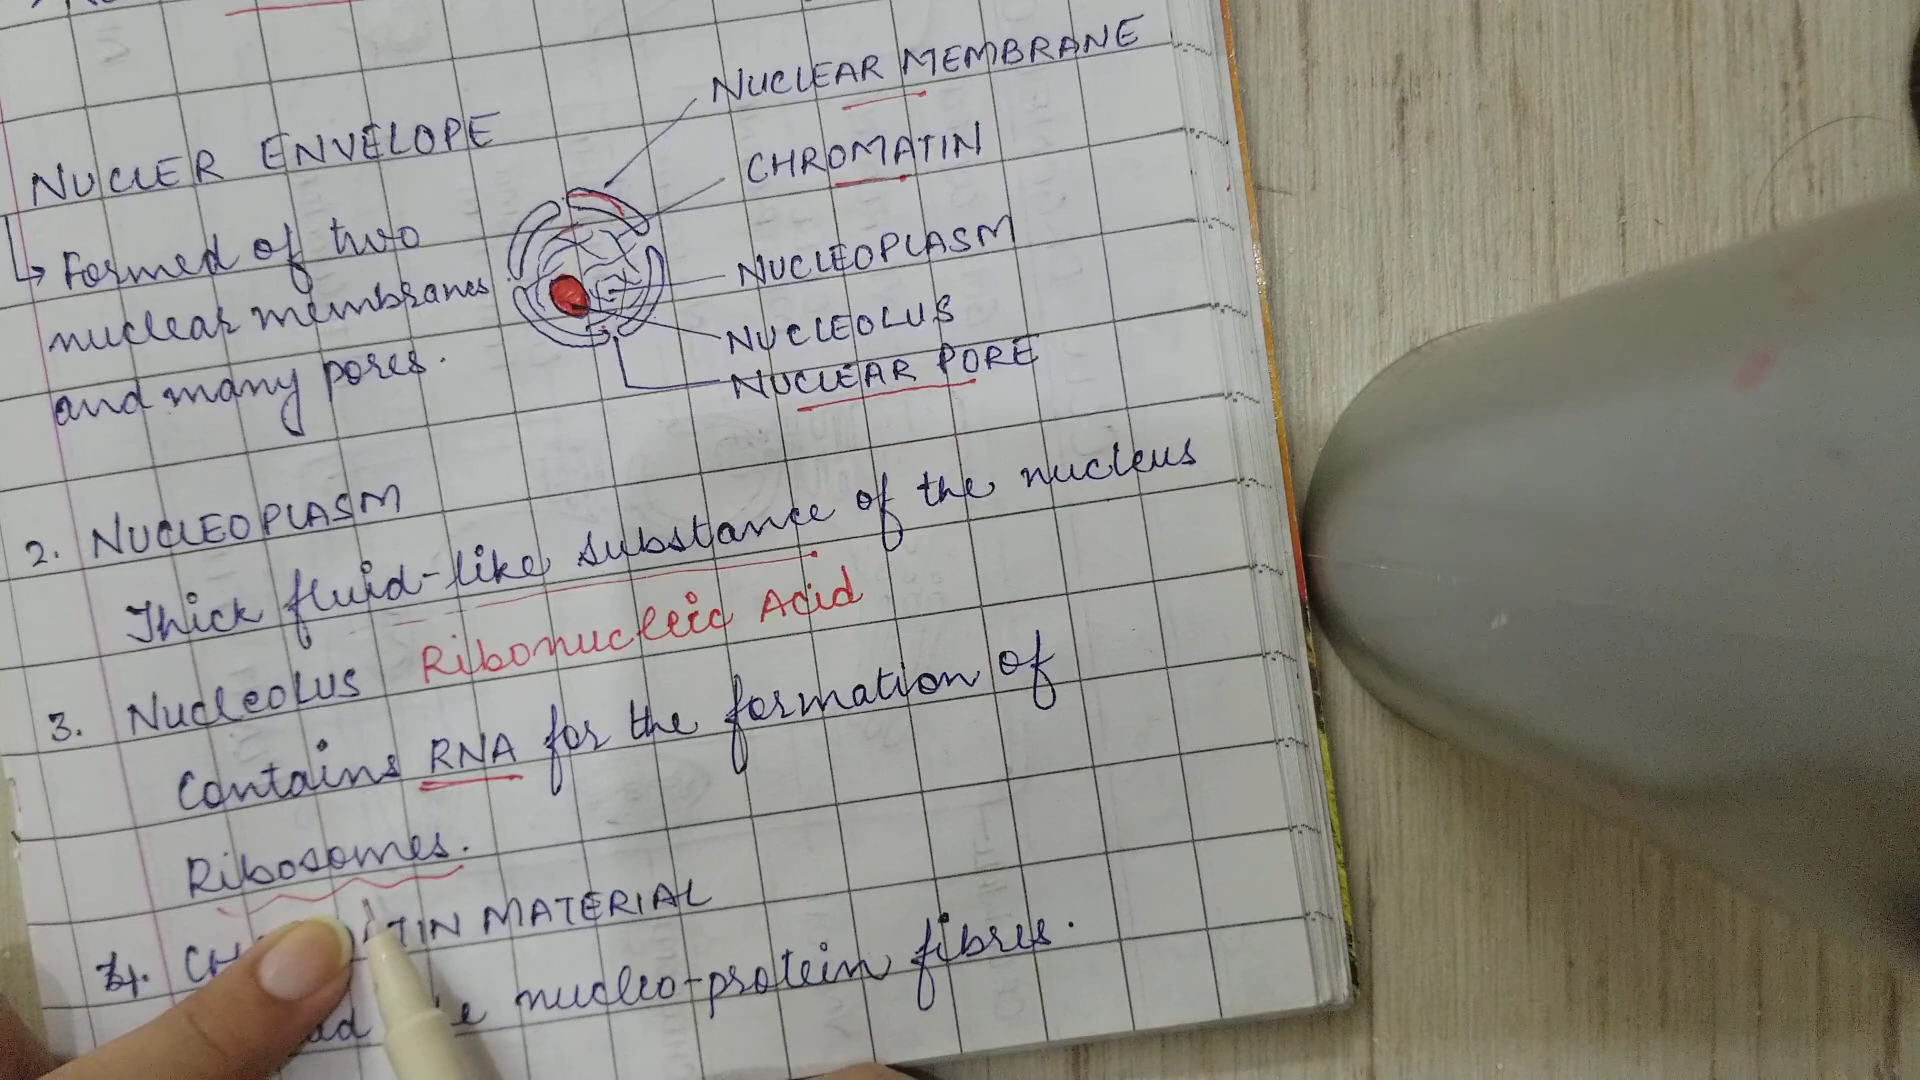 NUCLEAR MEMBRANE
CHROMATIN
NUCLEOPLASM
NUCLEOLUS
NUCLEAR PORE
NUCLER ENVELOPE
↳ Formed of two
nuclear membranes
and many pores.
2. NUCLEOPLASM
Thick fluid-like substance of the nucleus
3. NUCLEOLUS Ribonucleic Acid
Contains RNA for the formation of
Ribosomes.
4. CH TIN MATERIAL
nucleo-protein fibres.